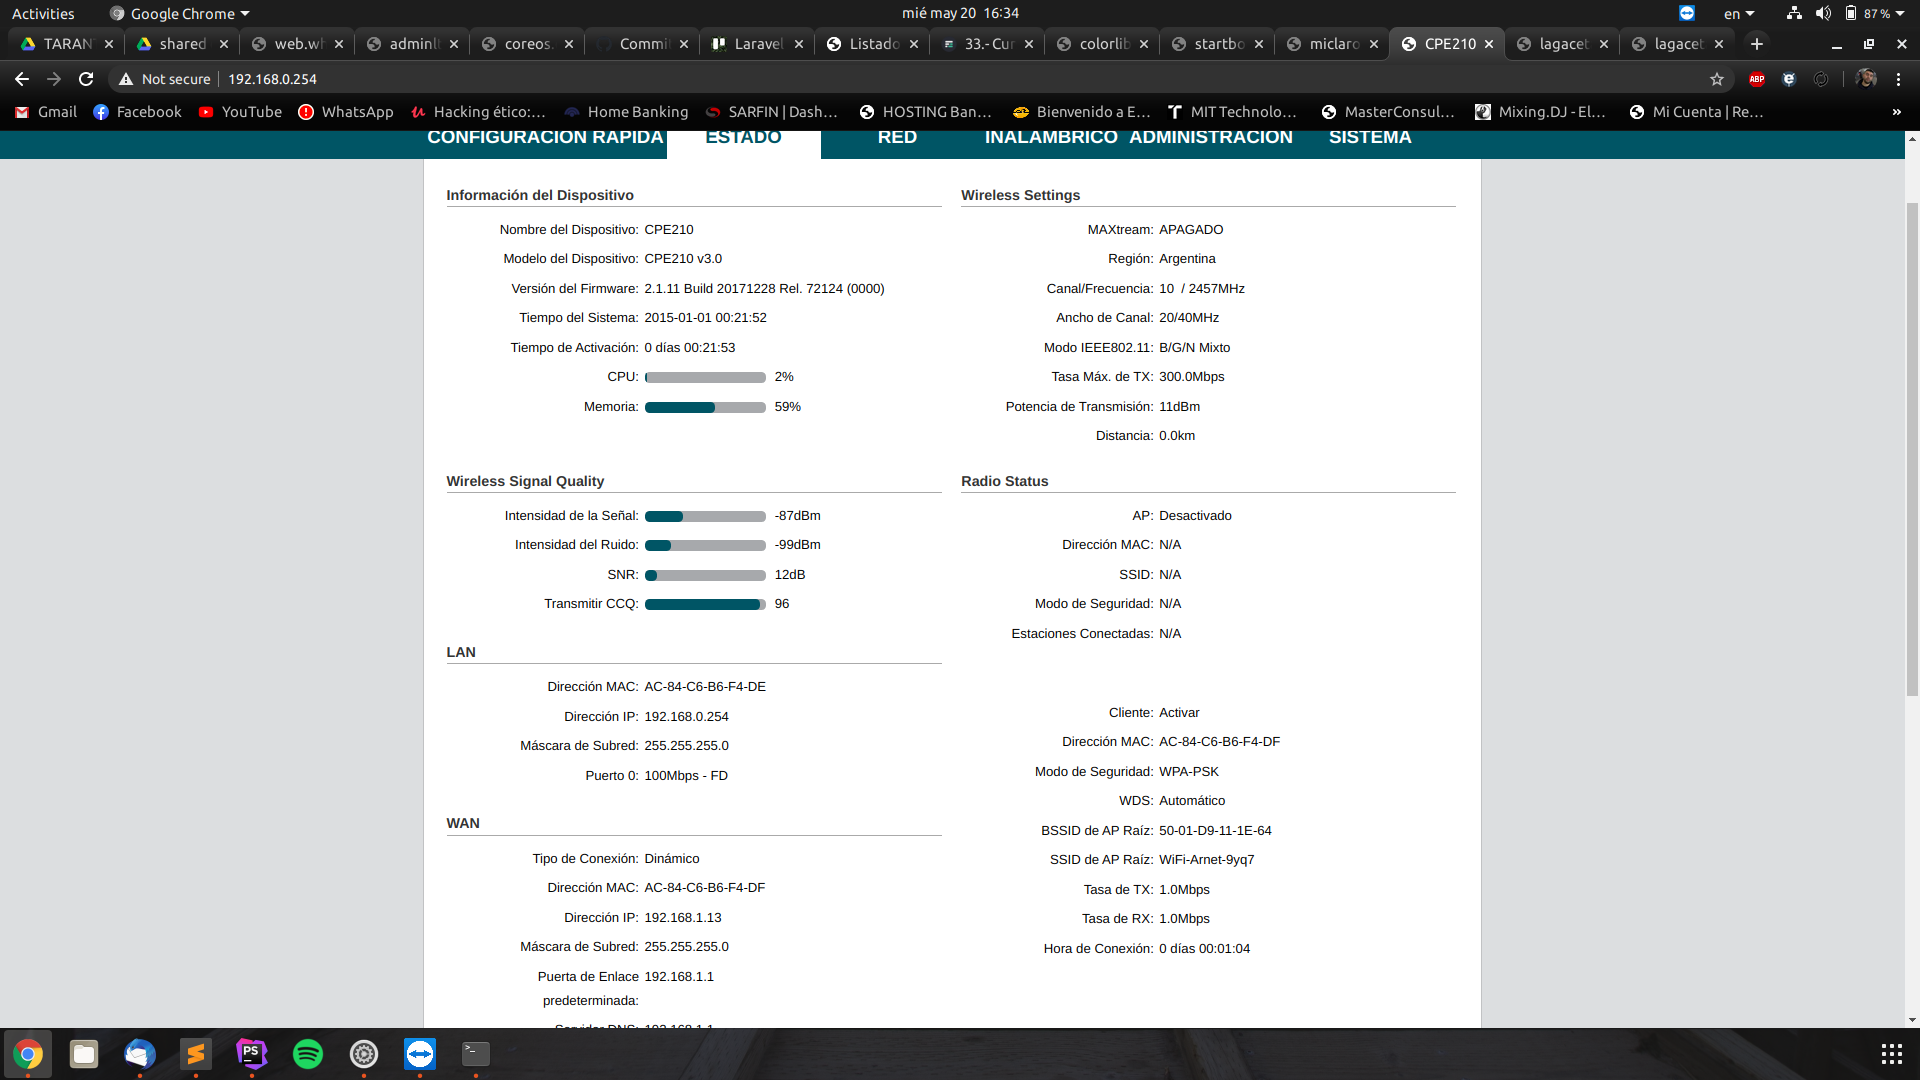 Activities
Google Chrome
mié may 20 16:34
en
87 %
TARAN
shared
web.wh
adminlt
coreos.
Commit
Laravel
Listado
33.- Cur
colorlib
startbo
miclaro
CPE210
lagacet
lagacet
Not secure
192.168.0.254
ABP
Gmail
Facebook
YouTube
WhatsApp
Hacking ético:…
Home Banking
SARFIN | Dash…
HOSTING Ban…
Bienvenido a E…
MIT Technolo…
MasterConsul…
Mixing.DJ - El…
Mi Cuenta | Re…
»
CONFIGURACIÓN RÁPIDA
ESTADO
RED
INALÁMBRICO
ADMINISTRACIÓN
SISTEMA
Información del Dispositivo
Nombre del Dispositivo: CPE210
Modelo del Dispositivo: CPE210 v3.0
Versión del Firmware: 2.1.11 Build 20171228 Rel. 72124 (0000)
Tiempo del Sistema: 2015-01-01 00:21:52
Tiempo de Activación: 0 días 00:21:53
CPU: 2%
Memoria: 59%
Wireless Settings
MAXtream: APAGADO
Región: Argentina
Canal/Frecuencia: 10 / 2457MHz
Ancho de Canal: 20/40MHz
Modo IEEE802.11: B/G/N Mixto
Tasa Máx. de TX: 300.0Mbps
Potencia de Transmisión: 11dBm
Distancia: 0.0km
Wireless Signal Quality
Intensidad de la Señal: -87dBm
Intensidad del Ruido: -99dBm
SNR: 12dB
Transmitir CCQ: 96
Radio Status
AP: Desactivado
Dirección MAC: N/A
SSID: N/A
Modo de Seguridad: N/A
Estaciones Conectadas: N/A
Cliente: Activar
Dirección MAC: AC-84-C6-B6-F4-DF
Modo de Seguridad: WPA-PSK
WDS: Automático
BSSID de AP Raíz: 50-01-D9-11-1E-64
SSID de AP Raíz: WiFi-Arnet-9yq7
Tasa de TX: 1.0Mbps
Tasa de RX: 1.0Mbps
Hora de Conexión: 0 días 00:01:04
LAN
Dirección MAC: AC-84-C6-B6-F4-DE
Dirección IP: 192.168.0.254
Máscara de Subred: 255.255.255.0
Puerto 0: 100Mbps - FD
WAN
Tipo de Conexión: Dinámico
Dirección MAC: AC-84-C6-B6-F4-DF
Dirección IP: 192.168.1.13
Máscara de Subred: 255.255.255.0
Puerta de Enlace 192.168.1.1
predeterminada:
Servidor DNS: 192.168.1.1
PS